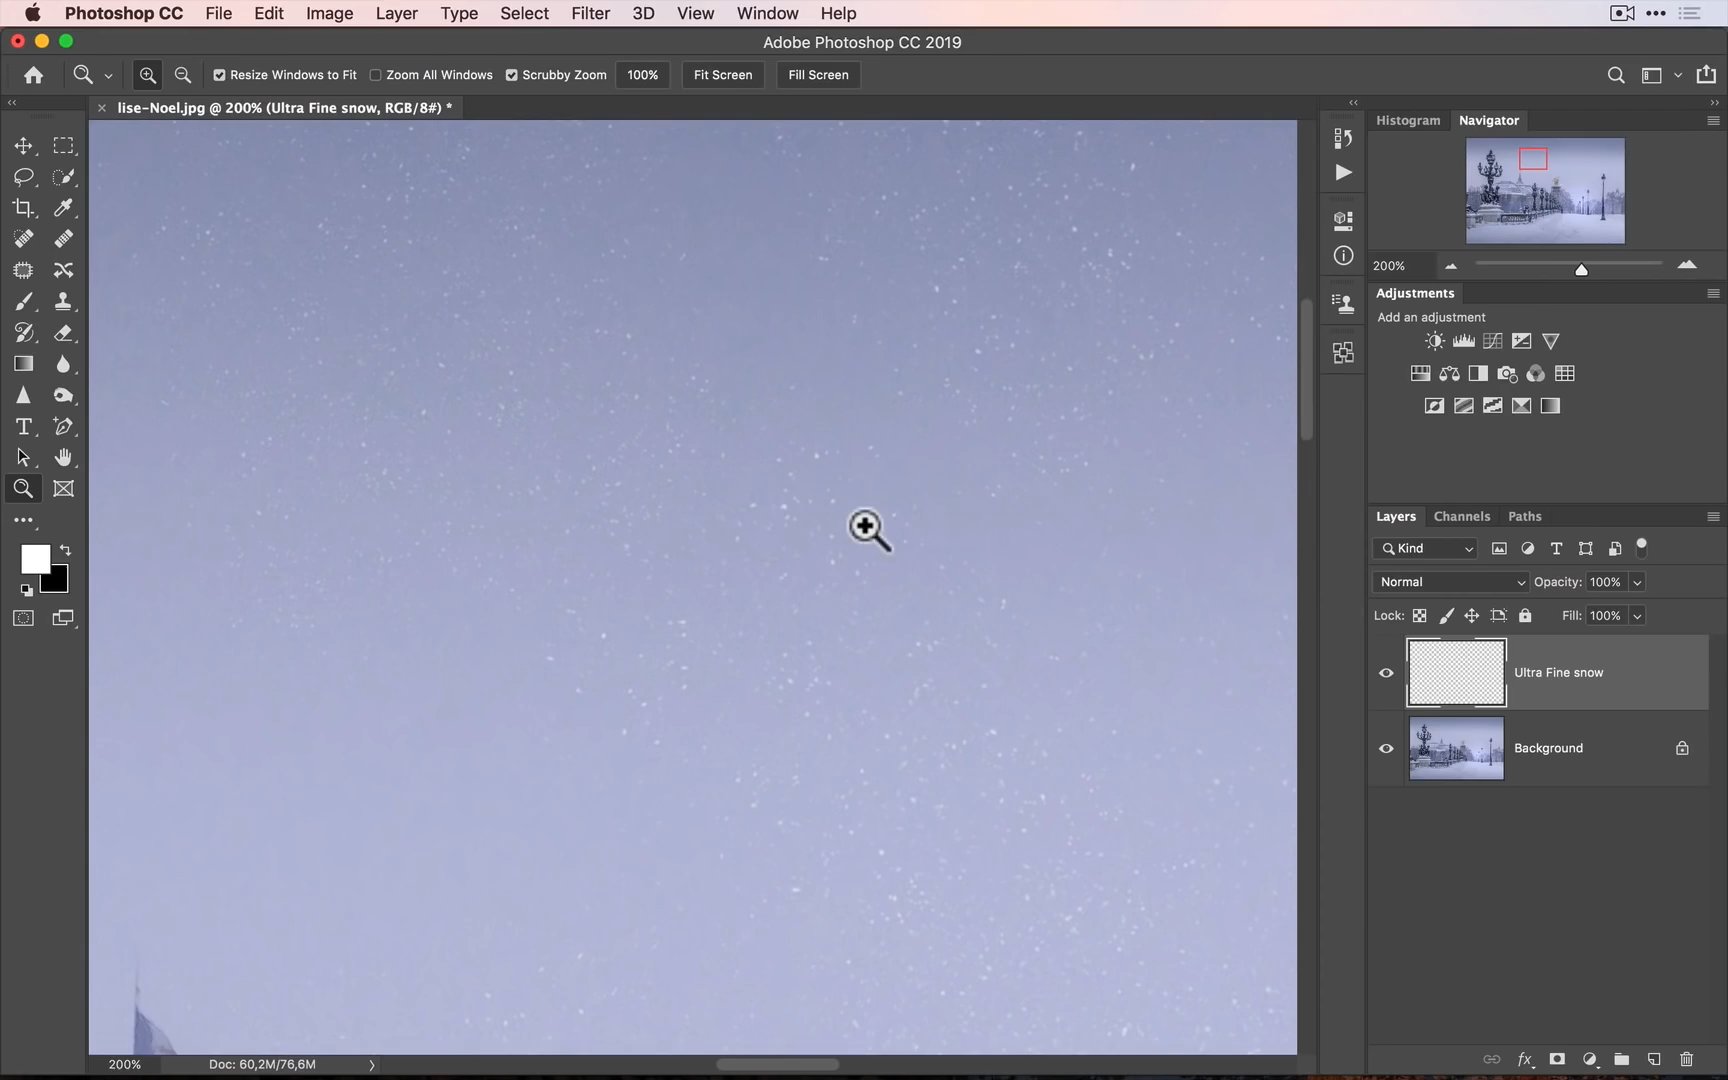 Photoshop CC File Edit Image Layer Type Select Filter 3D View Window Help
Adobe Photoshop CC 2019
Resize Windows to Fit Zoom All Windows Scrubby Zoom 100% Fit Screen Fill Screen
lise-Noel.jpg @ 200% (Ultra Fine snow, RGB/8#) *
Histogram Navigator
200%
Adjustments
Add an adjustment
Layers Channels Paths
Kind
Normal Opacity: 100%
Lock: Fill: 100%
Ultra Fine snow
Background
200% Doc: 60,2M/76,6M